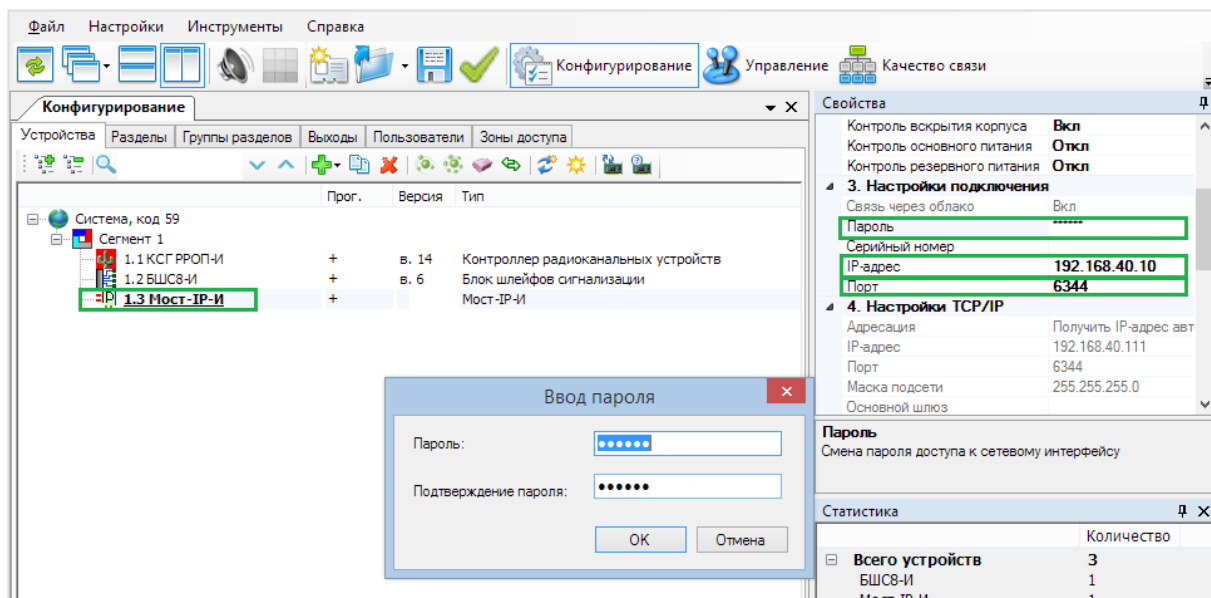 Файл Настройки Инструменты Справка
Конфигурирование Управление Качество связи
Конфигурирование
Устройства Разделы Группы разделов Выходы Пользователи Зоны доступа
Прог. Версия Тип
Система, код 59
Сегмент 1
1.1 КСГ РРОП-И + в. 14 Контроллер радиоканальных устройств
1.2 БШС8-И + в. 6 Блок шлейфов сигнализации
1.3 Мост-IP-И + Мост-IP-И
Ввод пароля
Пароль: ••••••
Подтверждение пароля: ••••••
OK Отмена
Свойства
Контроль вскрытия корпуса Вкл
Контроль основного питания Откл
Контроль резервного питания Откл
3. Настройки подключения
Связь через облако Вкл
Пароль ******
Серийный номер
IP-адрес 192.168.40.10
Порт 6344
4. Настройки TCP/IP
Адресация Получить IP-адрес авт
IP-адрес 192.168.40.111
Порт 6344
Маска подсети 255.255.255.0
Основной шлюз
Пароль
Смена пароля доступа к сетевому интерфейсу
Статистика
Количество
Всего устройств 3
БШС8-И 1
Мост-IP-И 1